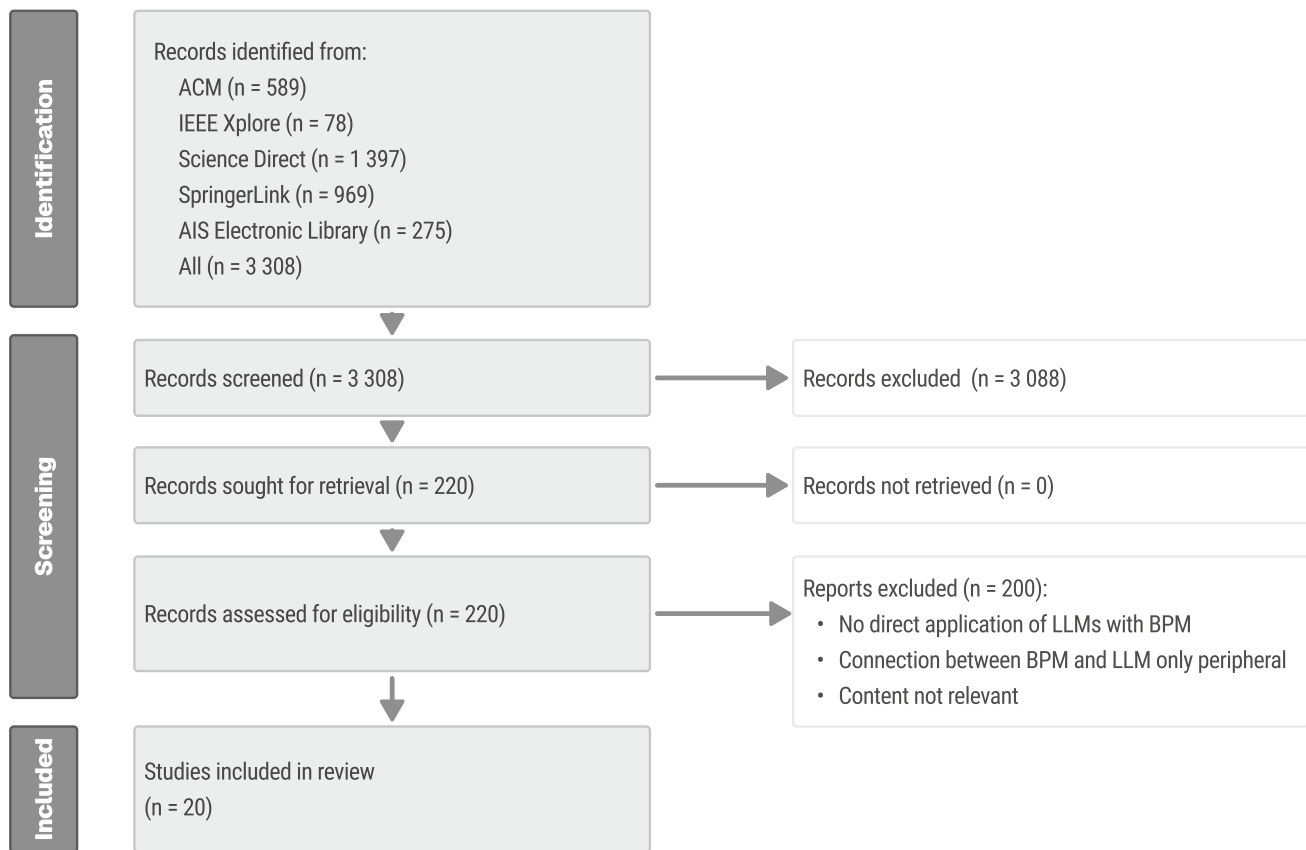 Identification
Records identified from:
ACM (n = 589)
IEEE Xplore (n = 78)
Science Direct (n = 1 397)
SpringerLink (n = 969)
AIS Electronic Library (n = 275)
All (n = 3 308)
Screening
Records screened (n = 3 308)
Records excluded (n = 3 088)
Records sought for retrieval (n = 220)
Records not retrieved (n = 0)
Records assessed for eligibility (n = 220)
Reports excluded (n = 200):
• No direct application of LLMs with BPM
• Connection between BPM and LLM only peripheral
• Content not relevant
Included
Studies included in review
(n = 20)